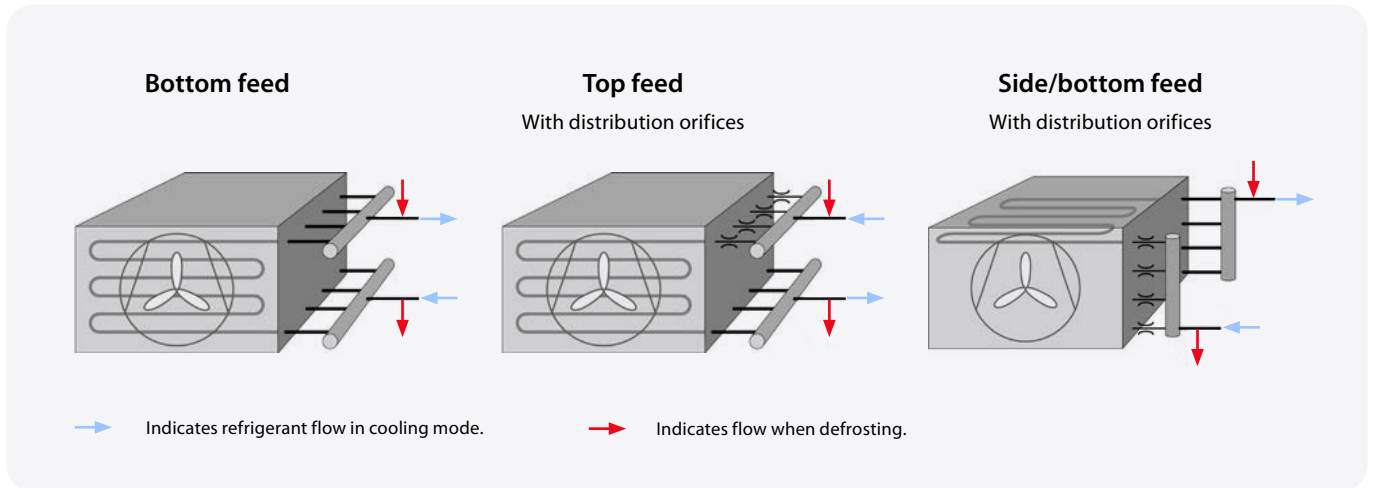 Bottom feed
Top feed
With distribution orifices
Side/bottom feed
With distribution orifices
Indicates refrigerant flow in cooling mode.
Indicates flow when defrosting.